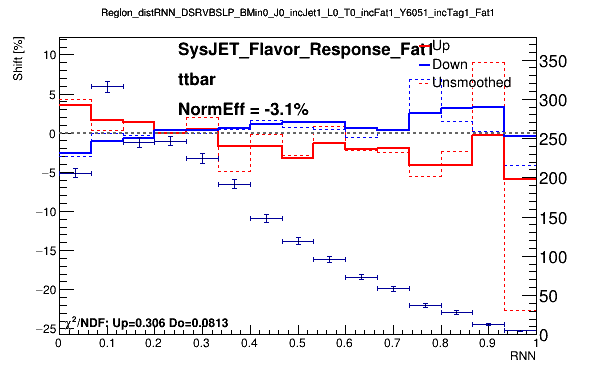 Region_distRNN_DSRVBSLP_BMin0_J0_incJet1_L0_T0_incFat1_Y6051_incTag1_Fat1
Shift [%]
SysJET_Flavor_Response_Fat1
ttbar
NormEff = -3.1%
Up
Down
Unsmoothed
10
5
0
−5
−10
−15
−20
−25
350
300
250
200
150
100
50
0
χ²/NDF: Up=0.306 Do=0.0813
0 0.1 0.2 0.3 0.4 0.5 0.6 0.7 0.8 0.9 1
RNN